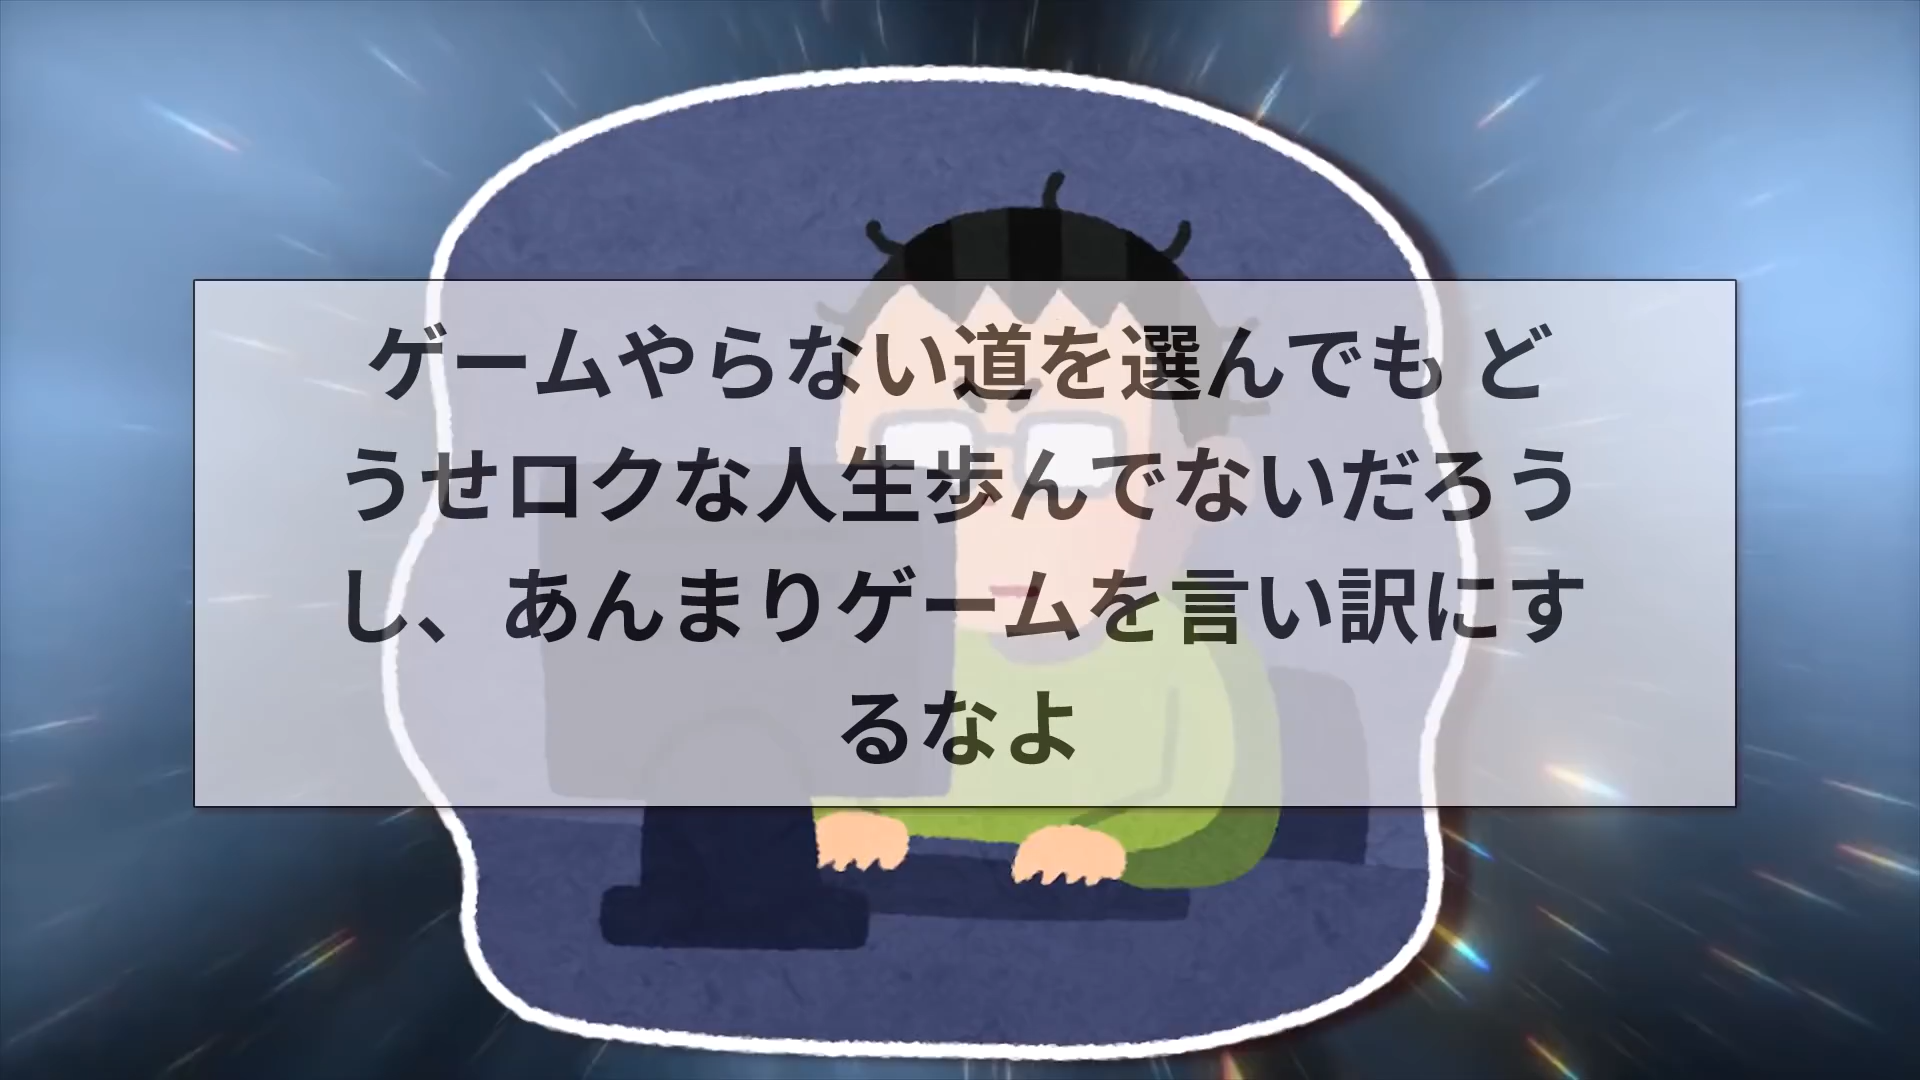 ゲームやらない道を選んでも ど
うせロクな人生歩んでないだろう
し、あんまりゲームを言い訳にす
るなよ